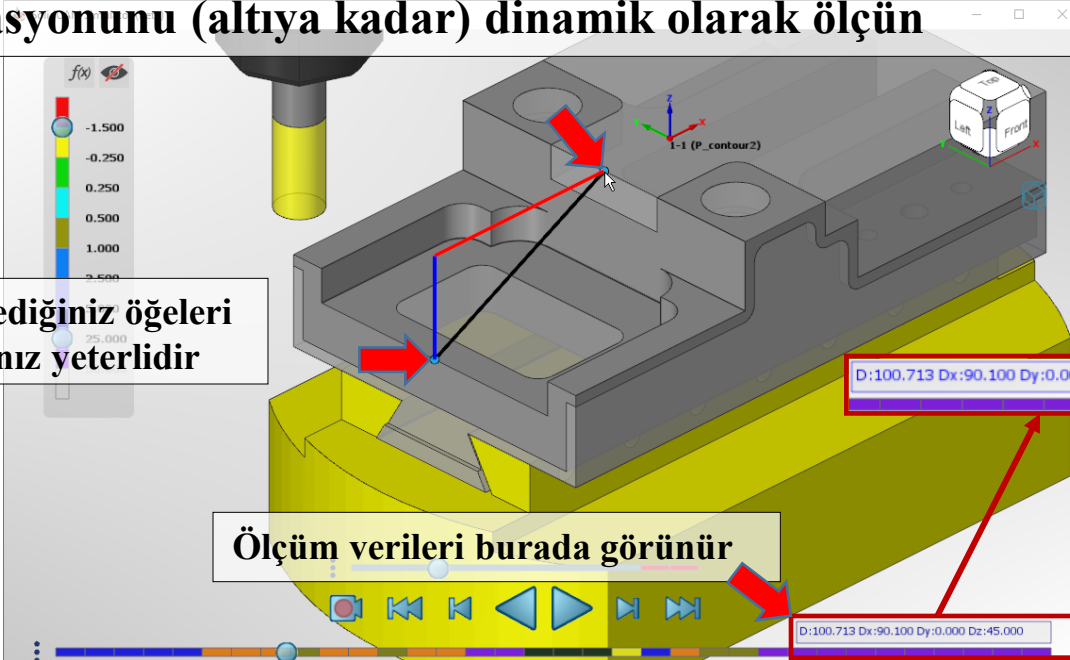 asyonunu (altıya kadar) dinamik olarak ölçün
f(x)
-1.500
-0.250
0.250
0.500
1.000
2.500
25.000
Z
Y
X
1-1 (P_contour2)
Top
Left
Front
Z
Y
X
ediğiniz öğeleri
nız yeterlidir
D:100.713 Dx:90.100 Dy:0.00
Ölçüm verileri burada görünür
D:100.713 Dx:90.100 Dy:0.000 Dz:45.000